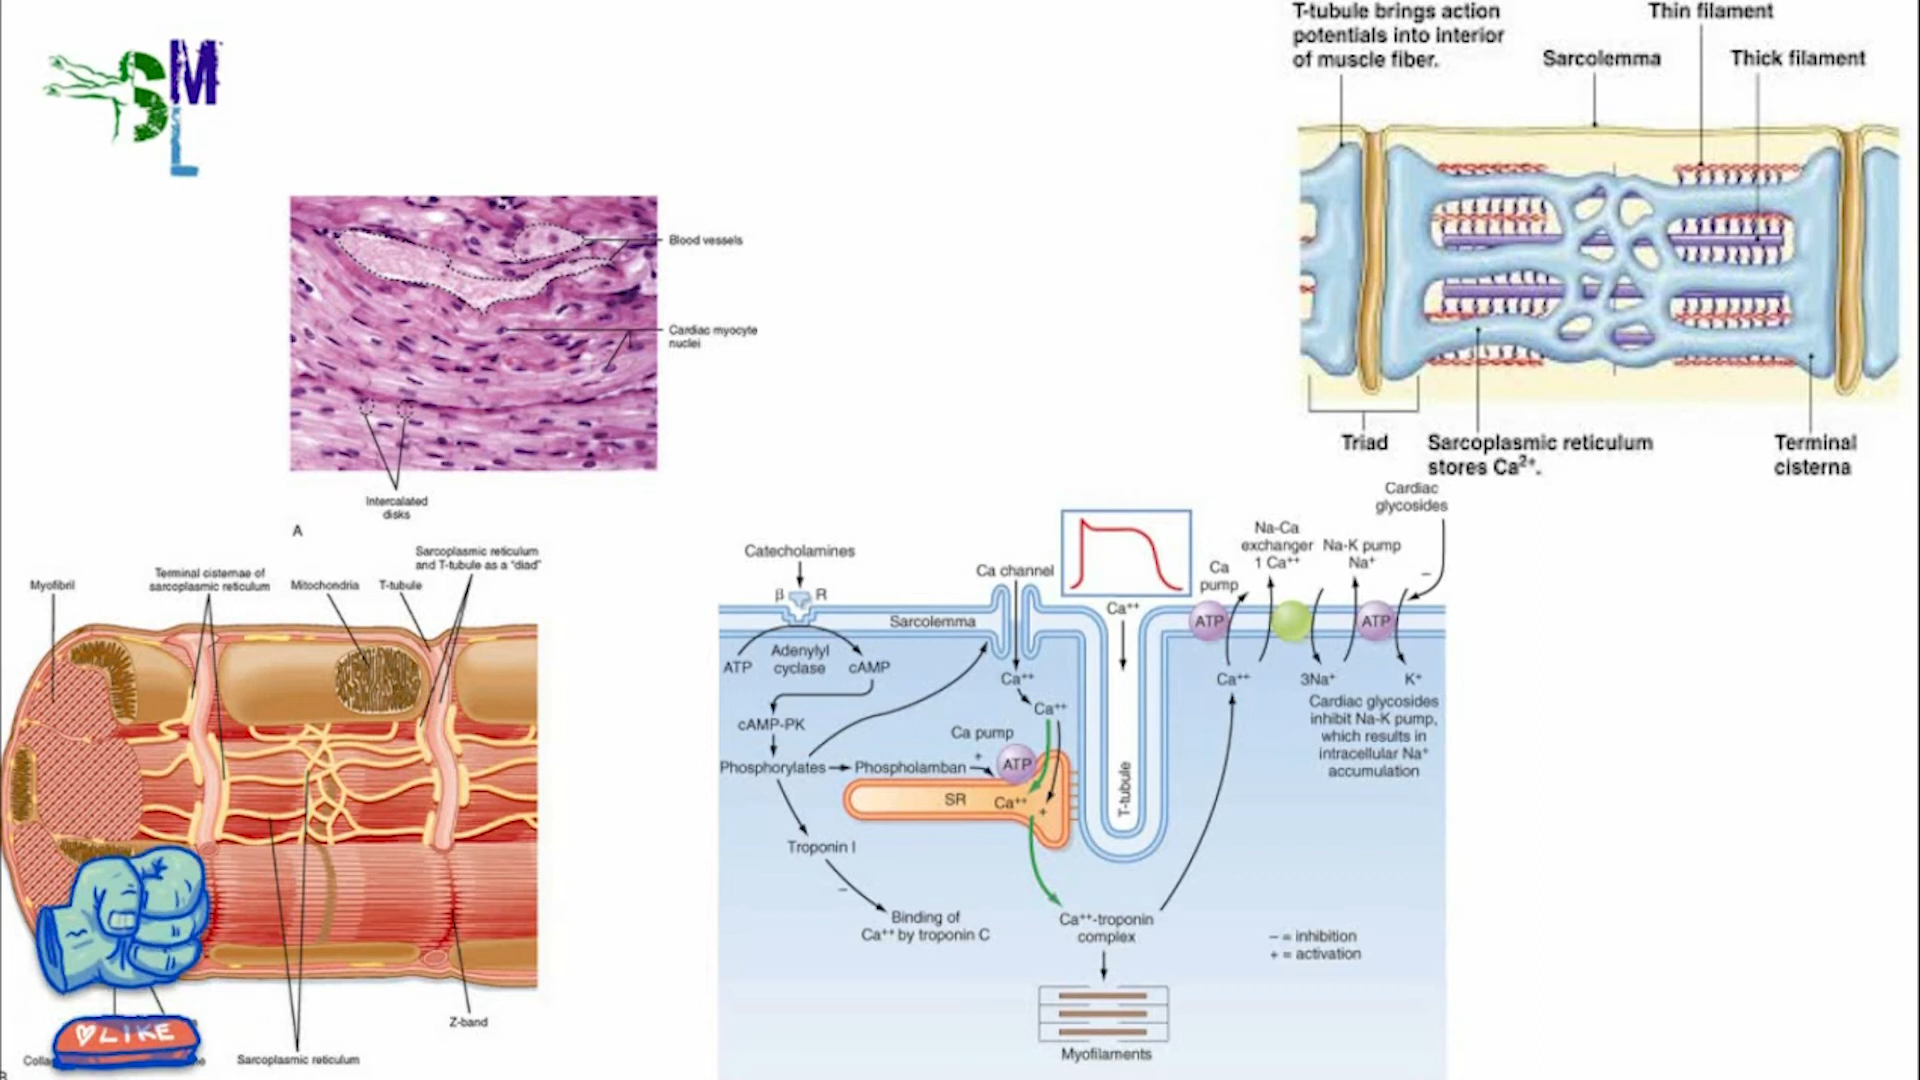 SML
T-tubule brings action
potentials into interior
of muscle fiber.
Thin filament
Sarcolemma
Thick filament
Triad
Sarcoplasmic reticulum
stores Ca²⁺.
Terminal
cisterna
Blood vessels
Cardiac myocyte
nuclei
Intercalated
disks
A
Myofibril
Terminal cisternae of
sarcoplasmic reticulum
Mitochondria
T-tubule
Sarcoplasmic reticulum
and T-tubule as a "diad"
Z-band
Sarcoplasmic reticulum
LIKE
B
Catecholamines
β
R
Ca channel
Ca
pump
Na-Ca
exchanger
1 Ca⁺⁺
Na-K pump
Na⁺
Cardiac
glycosides
–
Sarcolemma
Ca⁺⁺
ATP
ATP
ATP
Adenylyl
cyclase
cAMP
Ca⁺⁺
Ca⁺⁺
Ca⁺⁺
3Na⁺
K⁺
Cardiac glycosides
inhibit Na-K pump,
which results in
intracellular Na⁺
accumulation
cAMP-PK
Ca pump
+
ATP
Phosphorylates
Phospholamban
SR
Ca⁺⁺
+
T-tubule
Troponin I
–
Binding of
Ca⁺⁺ by troponin C
Ca⁺⁺-troponin
complex
– = inhibition
+ = activation
Myofilaments